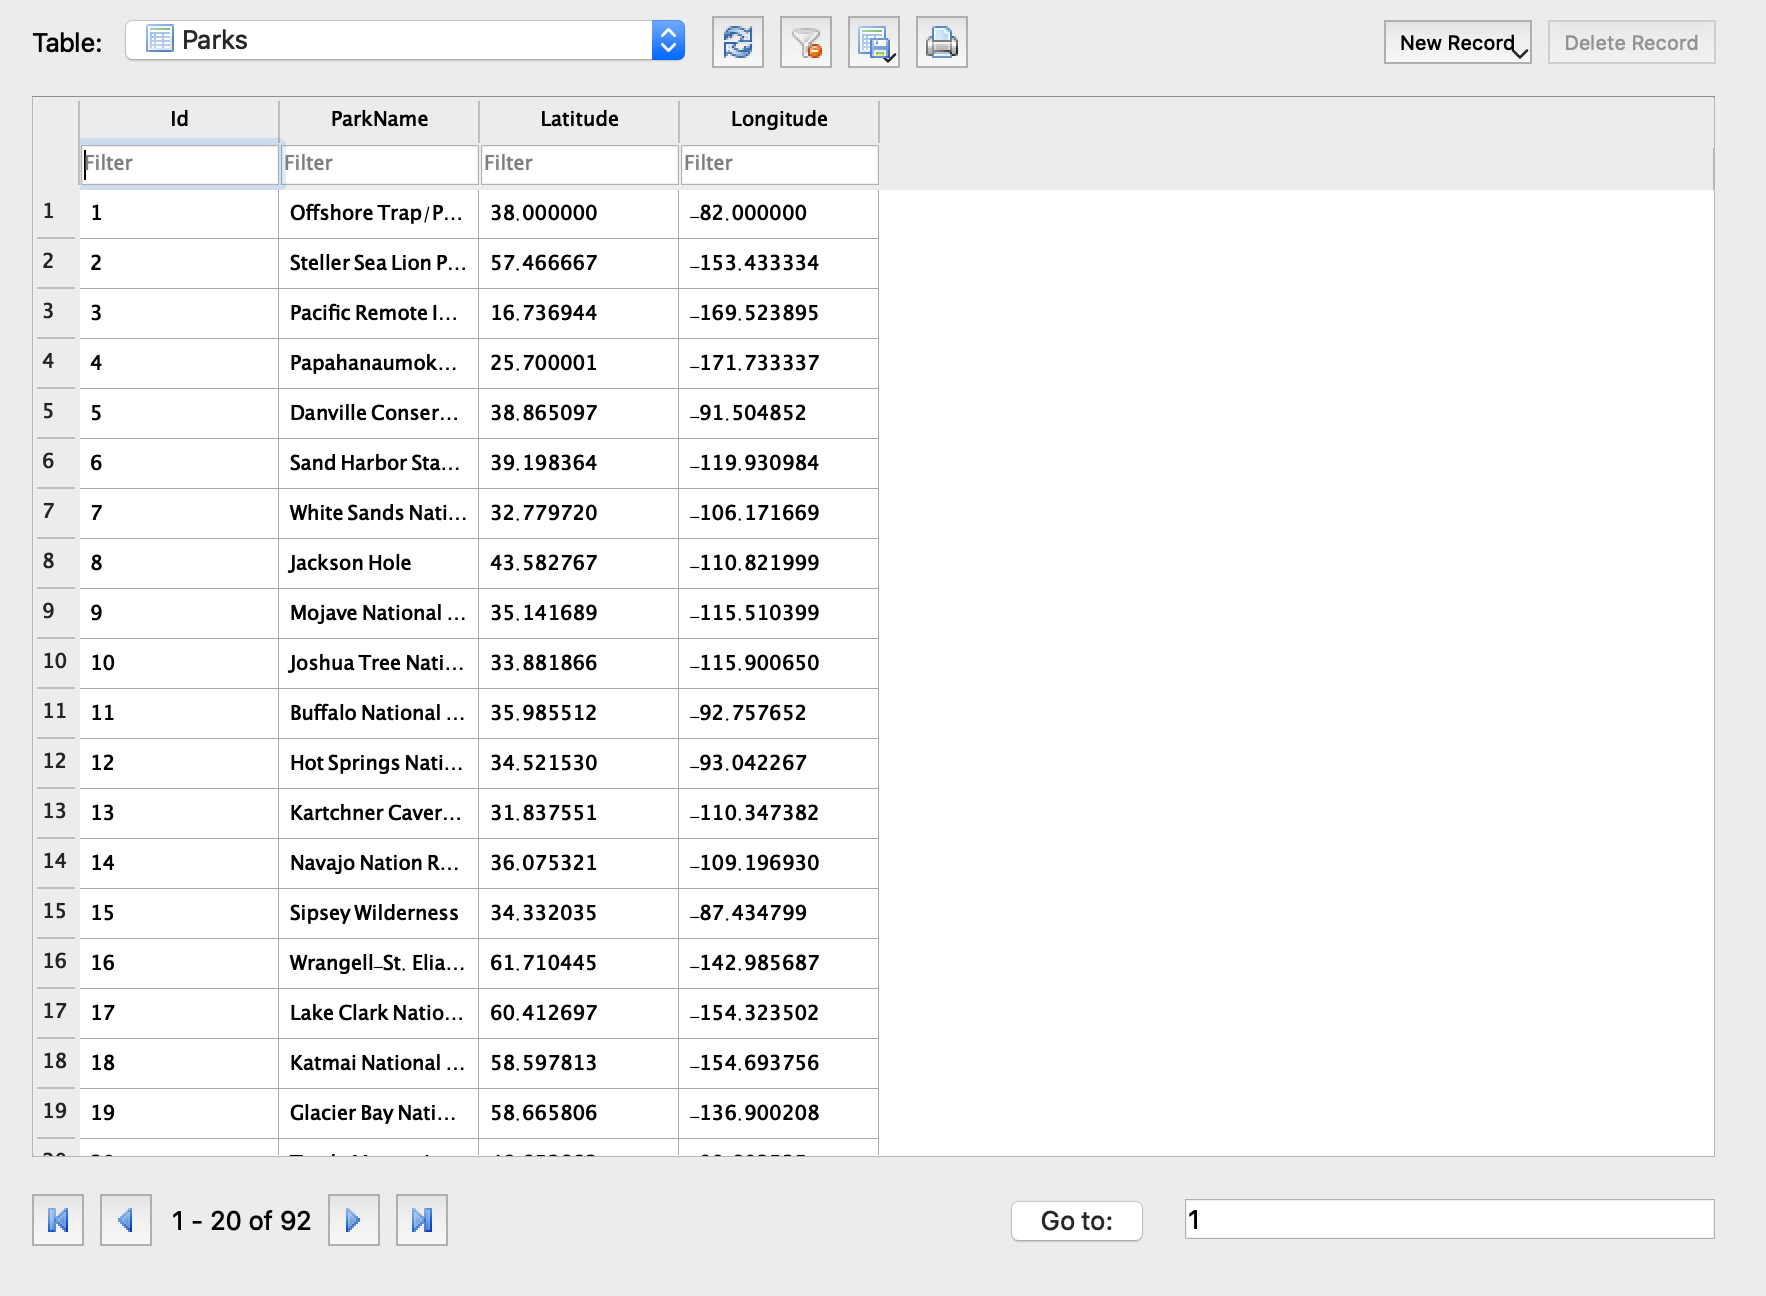 Table: Parks New Record Delete Record
Id ParkName Latitude Longitude
Filter Filter Filter Filter
1 1 Offshore Trap/P... 38.000000 -82.000000
2 2 Steller Sea Lion P... 57.466667 -153.433334
3 3 Pacific Remote I... 16.736944 -169.523895
4 4 Papahanaumok... 25.700001 -171.733337
5 5 Danville Conser... 38.865097 -91.504852
6 6 Sand Harbor Sta... 39.198364 -119.930984
7 7 White Sands Nati... 32.779720 -106.171669
8 8 Jackson Hole 43.582767 -110.821999
9 9 Mojave National ... 35.141689 -115.510399
10 10 Joshua Tree Nati... 33.881866 -115.900650
11 11 Buffalo National ... 35.985512 -92.757652
12 12 Hot Springs Nati... 34.521530 -93.042267
13 13 Kartchner Caver... 31.837551 -110.347382
14 14 Navajo Nation R... 36.075321 -109.196930
15 15 Sipsey Wilderness 34.332035 -87.434799
16 16 Wrangell-St. Elia... 61.710445 -142.985687
17 17 Lake Clark Natio... 60.412697 -154.323502
18 18 Katmai National ... 58.597813 -154.693756
19 19 Glacier Bay Nati... 58.665806 -136.900208
1 - 20 of 92 Go to: 1